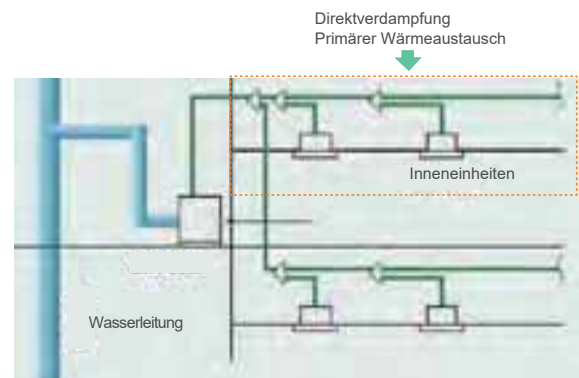 Direktverdampfung
Primärer Wärmeaustausch
Inneneinheiten
Wasserleitung